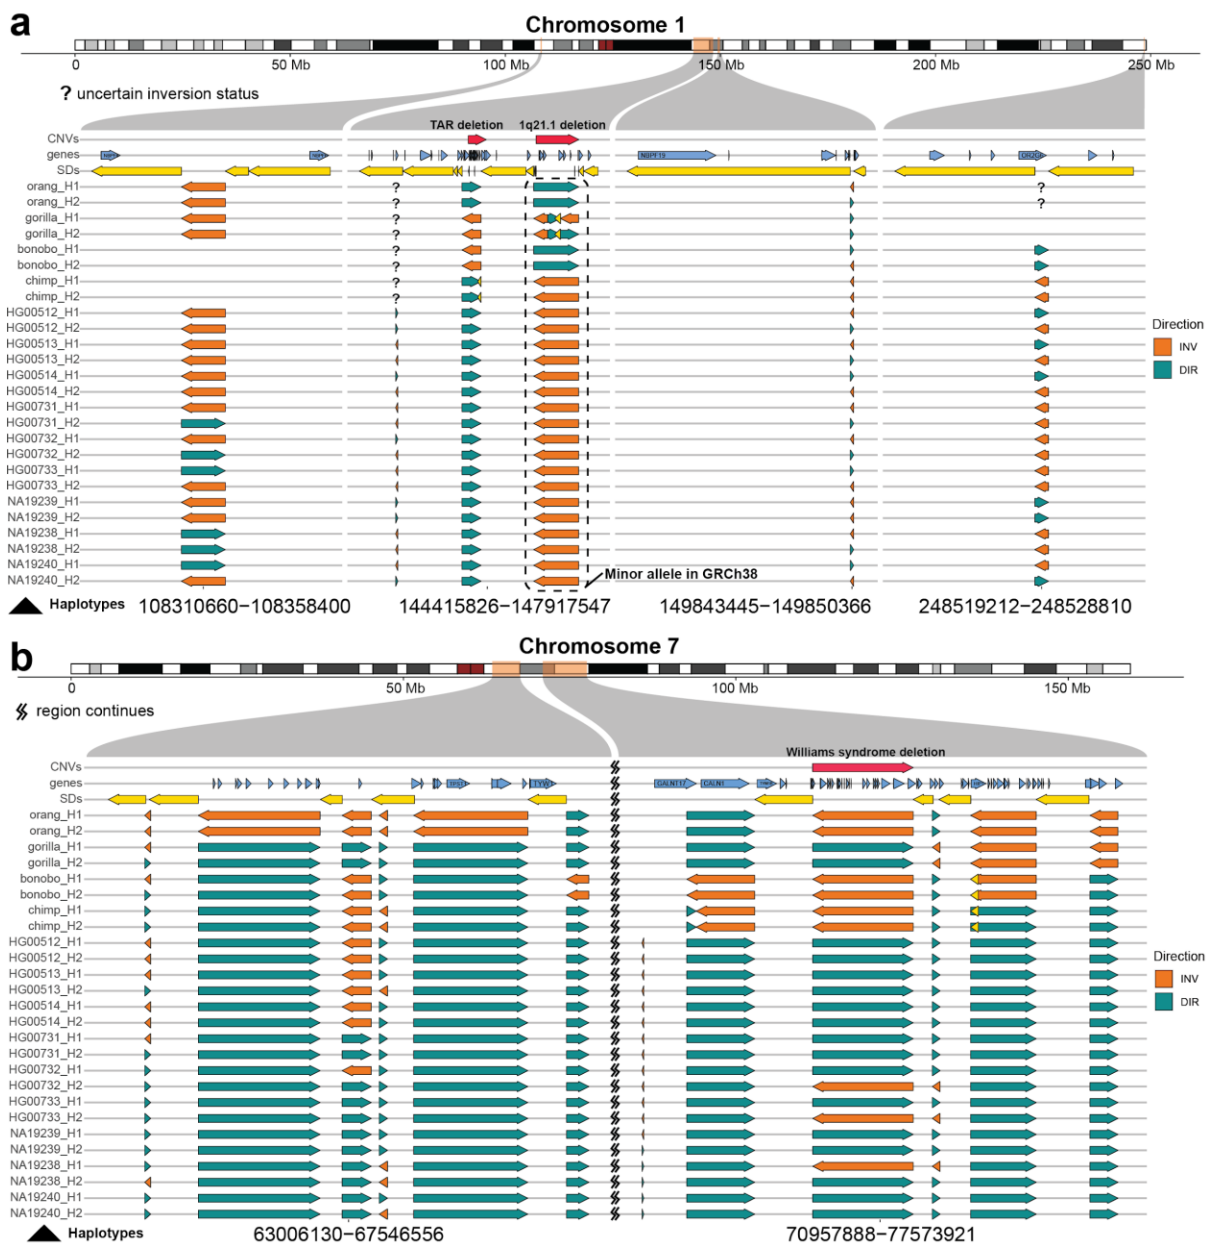 a
Chromosome 1
0 50 Mb 100 Mb 150 Mb 200 Mb 250 Mb
? uncertain inversion status
TAR deletion 1q21.1 deletion
CNVs
genes
SDs
orang_H1 ? ?
orang_H2 ? ?
gorilla_H1 ?
gorilla_H2 ?
bonobo_H1 ?
bonobo_H2 ?
chimp_H1 ?
chimp_H2 ?
HG00512_H1
HG00512_H2
HG00513_H1
HG00513_H2
HG00514_H1
HG00514_H2
HG00731_H1
HG00731_H2
HG00732_H1
HG00732_H2
HG00733_H1
HG00733_H2
NA19239_H1
NA19239_H2
NA19238_H1
NA19238_H2
NA19240_H1
NA19240_H2
Direction
INV
DIR
Minor allele in GRCh38
Haplotypes 108310660-108358400 144415826-147917547 149843445-149850366 248519212-248528810
b
Chromosome 7
0 50 Mb 100 Mb 150 Mb
region continues
Williams syndrome deletion
CNVs
genes GALNT17 CALN1
SDs
orang_H1
orang_H2
gorilla_H1
gorilla_H2
bonobo_H1
bonobo_H2
chimp_H1
chimp_H2
HG00512_H1
HG00512_H2
HG00513_H1
HG00513_H2
HG00514_H1
HG00514_H2
HG00731_H1
HG00731_H2
HG00732_H1
HG00732_H2
HG00733_H1
HG00733_H2
NA19239_H1
NA19239_H2
NA19238_H1
NA19238_H2
NA19240_H1
NA19240_H2
Direction
INV
DIR
Haplotypes 63006130-67546556 70957888-77573921